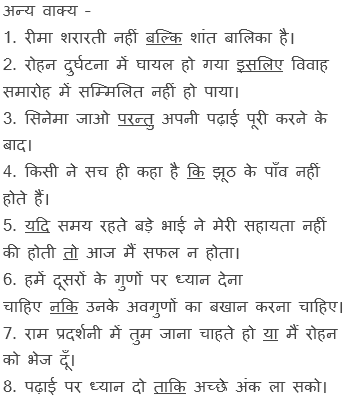 अन्य वाक्य -
1. रीमा शरारती नहीं बल्कि शांत बालिका है।
2. रोहन दुर्घटना में घायल हो गया इसलिए विवाह
समारोह में सम्मिलित नहीं हो पाया।
3. सिनेमा जाओ परन्तु अपनी पढ़ाई पूरी करने के
बाद।
4. किसी ने सच ही कहा है कि झूठ के पाँव नहीं
होते हैं।
5. यदि समय रहते बड़े भाई ने मेरी सहायता नहीं
की होती तो आज मैं सफल न होता।
6. हमें दूसरों के गुणों पर ध्यान देना
चाहिए नकि उनके अवगुणों का बखान करना चाहिए।
7. राम प्रदर्शनी में तुम जाना चाहते हो या मैं रोहन
को भेज दूँ।
8. पढ़ाई पर ध्यान दो ताकि अच्छे अंक ला सको।